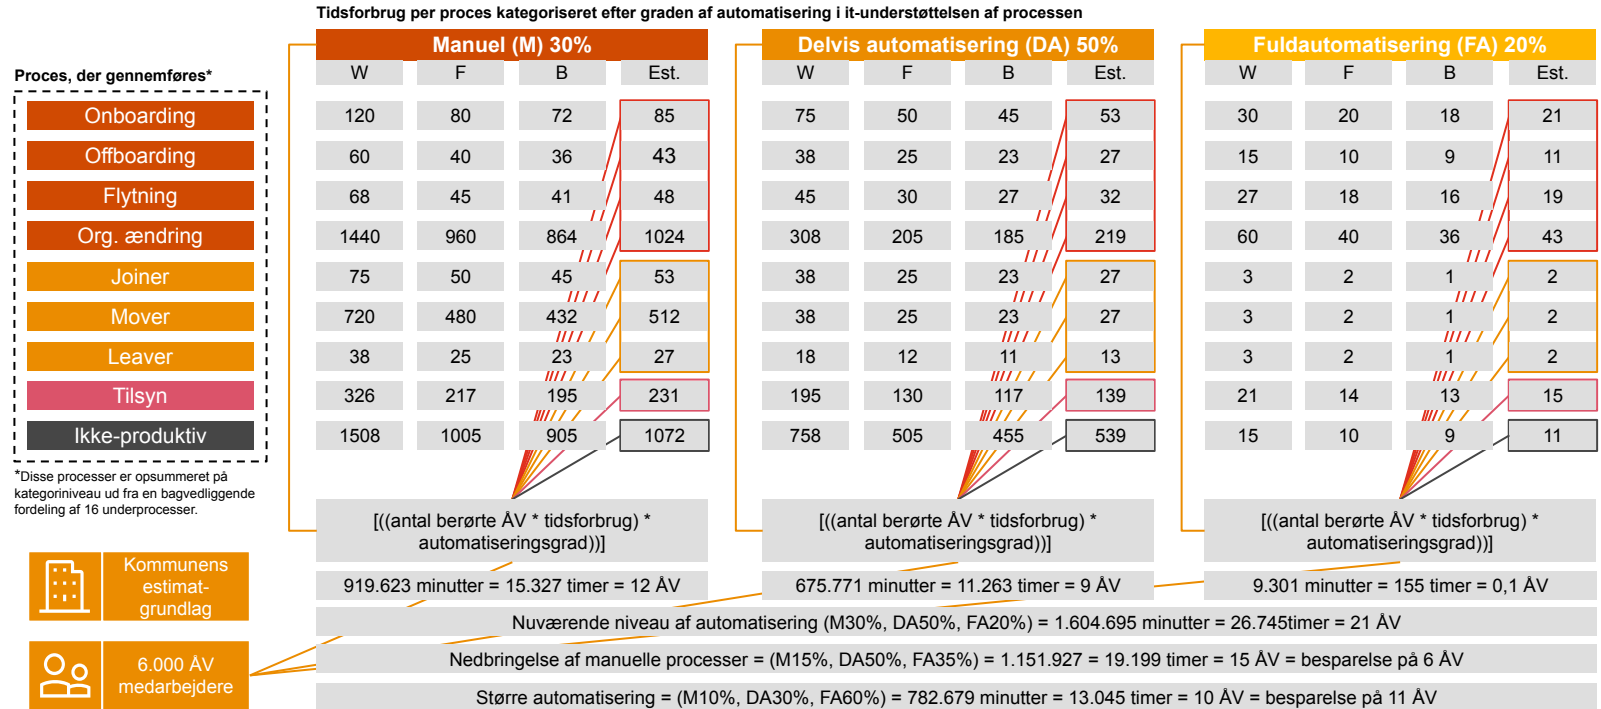 Tidsforbrug per proces kategoriseret efter graden af automatisering i it-understøttelsen af processen
Manuel (M) 30% Delvis automatisering (DA) 50% Fuldautomatisering (FA) 20%
Proces, der gennemføres* W F B Est. W F B Est. W F B Est.
Onboarding 120 80 72 85 75 50 45 53 30 20 18 21
Offboarding 60 40 36 43 38 25 23 27 15 10 9 11
Flytning 68 45 41 48 45 30 27 32 27 18 16 19
Org. ændring 1440 960 864 1024 308 205 185 219 60 40 36 43
Joiner 75 50 45 53 38 25 23 27 3 2 1 2
Mover 720 480 432 512 38 25 23 27 3 2 1 2
Leaver 38 25 23 27 18 12 11 13 3 2 1 2
Tilsyn 326 217 195 231 195 130 117 139 21 14 13 15
Ikke-produktiv 1508 1005 905 1072 758 505 455 539 15 10 9 11
*Disse processer er opsummeret på
kategoriniveau ud fra en bagvedliggende
fordeling af 16 underprocesser.
[((antal berørte ÅV * tidsforbrug) *
automatiseringsgrad))]
[((antal berørte ÅV * tidsforbrug) *
automatiseringsgrad))]
[((antal berørte ÅV * tidsforbrug) *
automatiseringsgrad))]
919.623 minutter = 15.327 timer = 12 ÅV
675.771 minutter = 11.263 timer = 9 ÅV
9.301 minutter = 155 timer = 0,1 ÅV
Kommunens
estimat-
grundlag
Nuværende niveau af automatisering (M30%, DA50%, FA20%) = 1.604.695 minutter = 26.745timer = 21 ÅV
6.000 ÅV
medarbejdere
Nedbringelse af manuelle processer = (M15%, DA50%, FA35%) = 1.151.927 = 19.199 timer = 15 ÅV = besparelse på 6 ÅV
Større automatisering = (M10%, DA30%, FA60%) = 782.679 minutter = 13.045 timer = 10 ÅV = besparelse på 11 ÅV